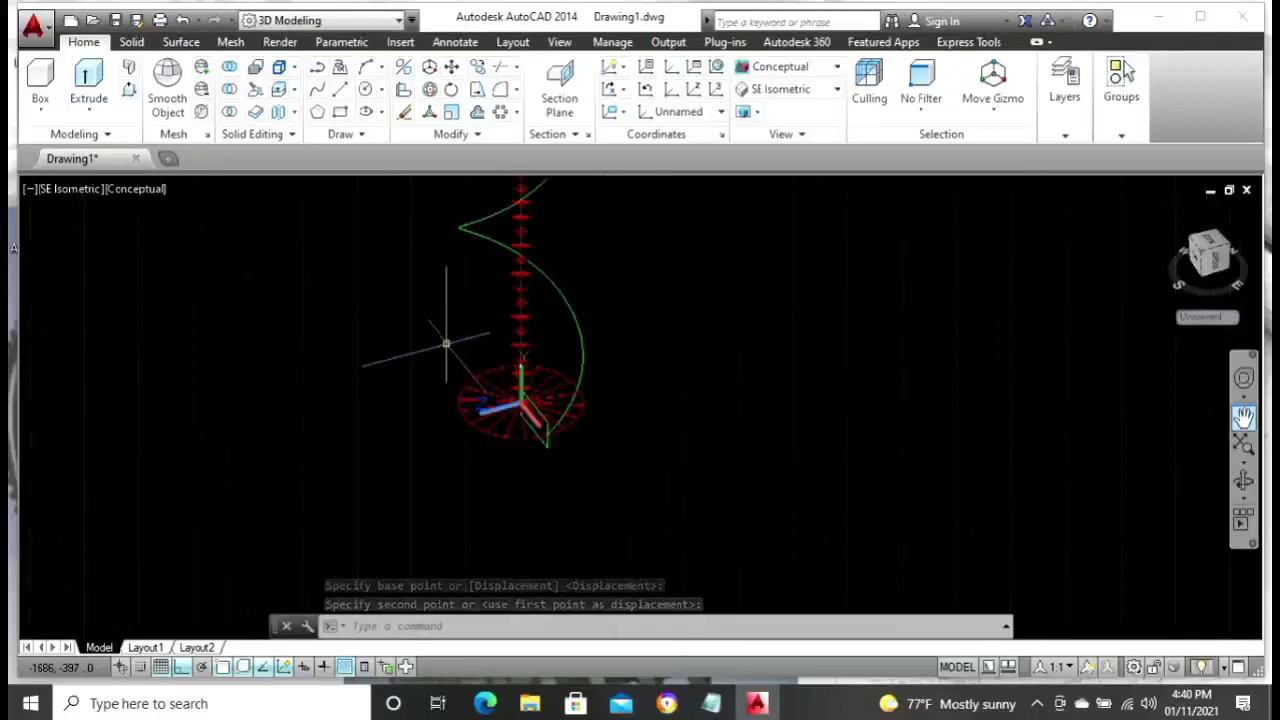 3D Modeling
Autodesk AutoCAD 2014 Drawing1.dwg
Type a keyword or phrase
Sign In
Home Solid Surface Mesh Render Parametric Insert Annotate Layout View Manage Output Plug-ins Autodesk 360 Featured Apps Express Tools
Box
Extrude
Smooth
Object
Section
Plane
Unnamed
Conceptual
SE Isometric
Culling
No Filter
Move Gizmo
Layers
Groups
Modeling
Mesh
Solid Editing
Draw
Modify
Section
Coordinates
View
Selection
Drawing1*
[−][SE Isometric][Conceptual]
S
E
Unnamed
A
Y
Z
Specify base point or [Displacement] <Displacement>:
Specify second point or <use first point as displacement>:
Type a command
Model Layout1 Layout2
-1666, -397 , 0
MODEL
1:1
Type here to search
77°F Mostly sunny
4:40 PM
01/11/2021